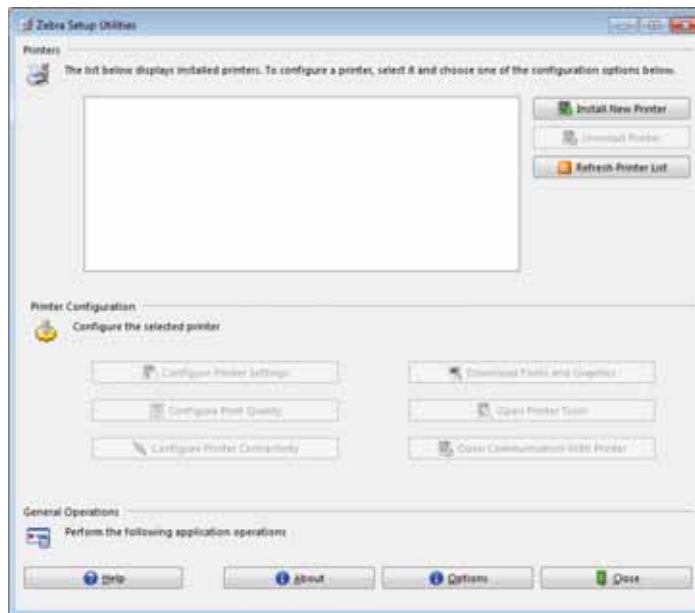 Zebra Setup Utilities
Printers
The list below displays installed printers. To configure a printer, select it and choose one of the configuration options below.
Install New Printer
Uninstall Printer
Refresh Printer List
Printer Configuration
Configure the selected printer
Configure Printer Settings
Download Fonts and Graphics
Configure Print Quality
Open Printer Tools
Configure Printer Connectivity
Open Communication With Printer
General Operations
Perform the following application operations
Help
About
Options
Close